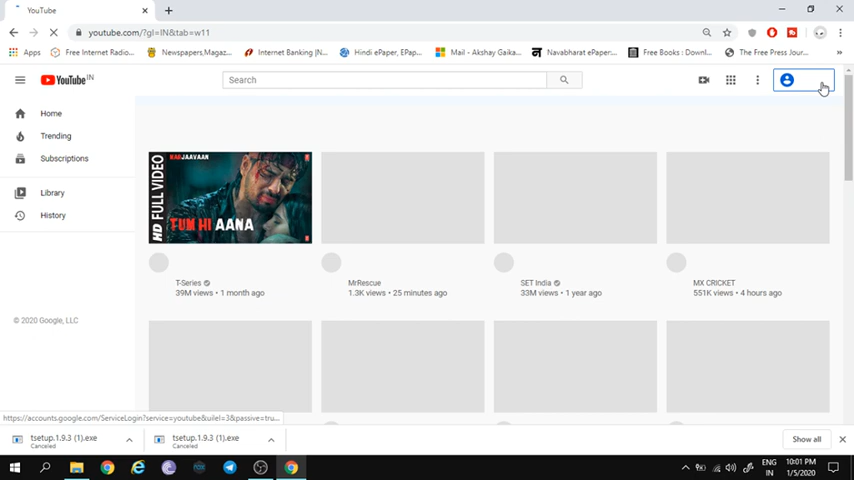 YouTube
youtube.com/?gl=IN&tab=w11
Apps
Free Internet Radio...
Newspapers,Magaz...
Internet Banking |N...
Hindi ePaper, EPap...
Mail - Akshay Gaika...
Navabharat ePaper:...
Free Books : Downl...
The Free Press Jour...
»
YouTube IN
Search
Home
Trending
Subscriptions
Library
History
© 2020 Google, LLC
HD FULL VIDEO
MARJAAVAAN
TUM HI AANA
T-Series
39M views • 1 month ago
MrRescue
1.3K views • 25 minutes ago
SET India
33M views • 1 year ago
MX CRICKET
551K views • 4 hours ago
https://accounts.google.com/ServiceLogin?service=youtube&uilel=3&passive=tru...
tsetup.1.9.3 (1).exe
Canceled
tsetup.1.9.3 (1).exe
Canceled
Show all
ENG
IN
10:01 PM
1/5/2020